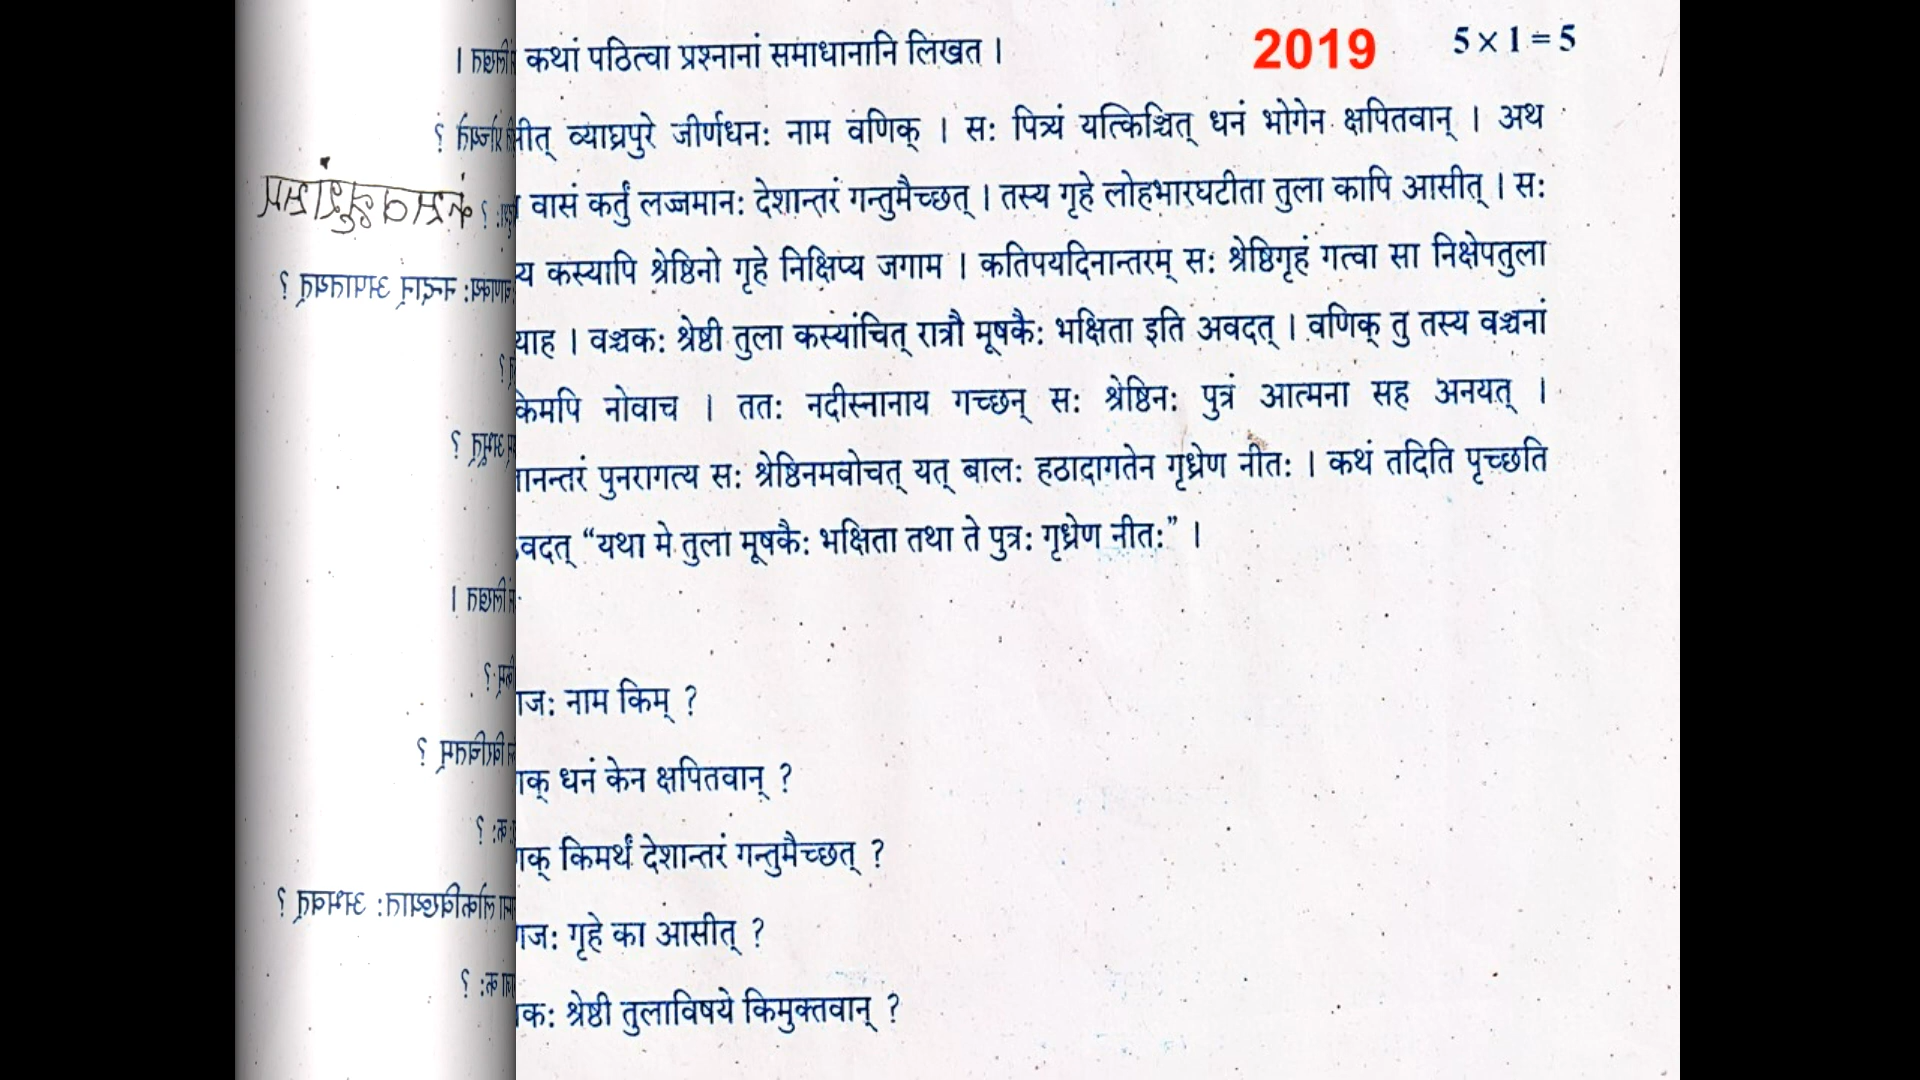 कथां पठित्वा प्रश्नानां समाधानानि लिखत । 2019 5 × 1 = 5
व्याघ्रपुरे जीर्णधनः नाम वणिक् । सः पित्र्यं यत्किञ्चित् धनं भोगेन क्षपितवान् । अथ
वासं कर्तुं लज्जमानः देशान्तरं गन्तुमैच्छत् । तस्य गृहे लोहभारघटीता तुला कापि आसीत् । सः
य कस्यापि श्रेष्ठिनो गृहे निक्षिप्य जगाम । कतिपयदिनान्तरम् सः श्रेष्ठिगृहं गत्वा सा निक्षेपतुला
याह । वञ्चकः श्रेष्ठी तुला कस्यांचित् रात्रौ मूषकैः भक्षिता इति अवदत् । वणिक् तु तस्य वञ्चनां
केमपि नोवाच । ततः नदीस्नानाय गच्छन् सः श्रेष्ठिनः पुत्रं आत्मना सह अनयत् ।
ानन्तरं पुनरागत्य सः श्रेष्ठिनमवोचत् यत् बालः हठादागतेन गृध्रेण नीतः । कथं तदिति पृच्छति
वदत् “यथा मे तुला मूषकैः भक्षिता तथा ते पुत्रः गृध्रेण नीतः” ।
जः नाम किम् ?
क् धनं केन क्षपितवान् ?
क् किमर्थं देशान्तरं गन्तुमैच्छत् ?
जः गृहे का आसीत् ?
कः श्रेष्ठी तुलाविषये किमुक्तवान् ?